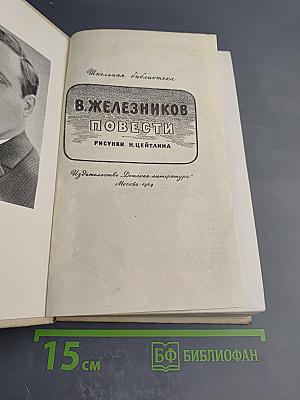 Школьная библиотека
В. ЖЕЛЕЗНИКОВ
ПОВЕСТИ
РИСУНКИ Н. ЦЕЙТЛИНА
Издательство „Детская литература“
Москва · 1969
15 см
БФ БИБЛИОФАН